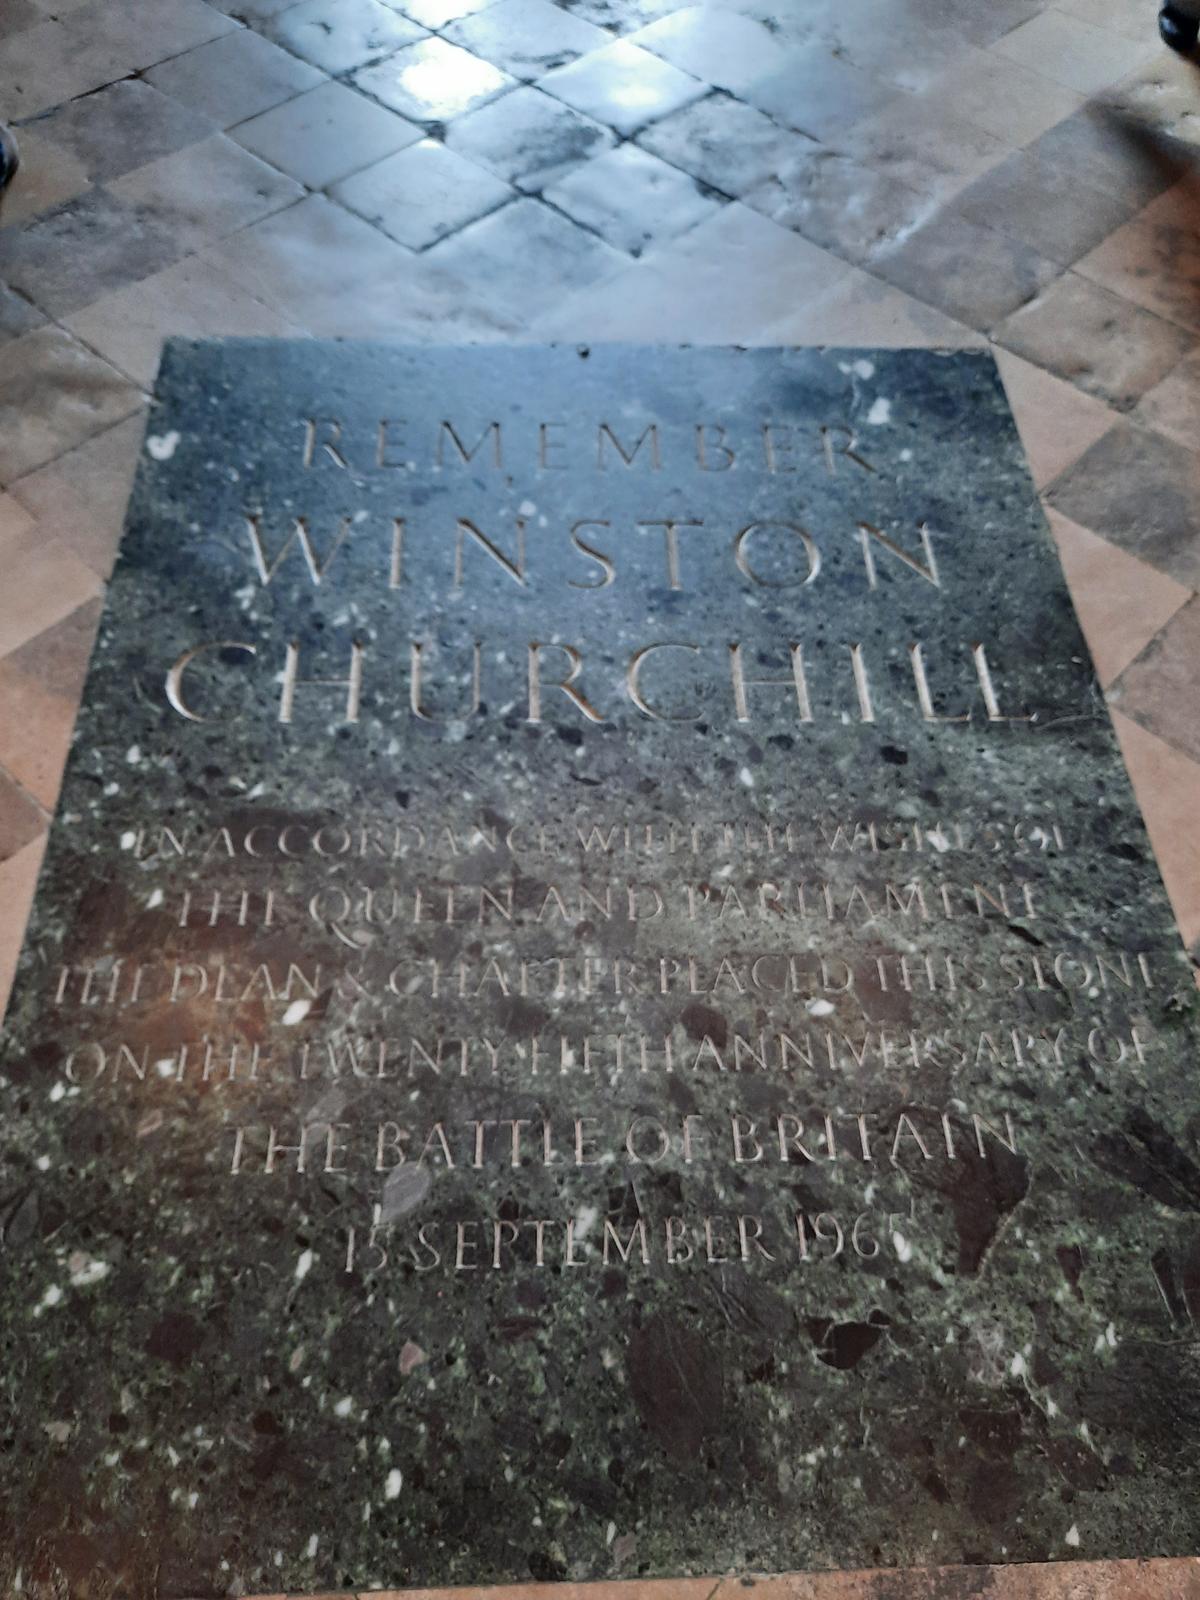 REMEMBER
WINSTON
CHURCHILL
IN ACCORDANCE WITH THE WISHES OF
THE QUEEN AND PARLIAMENT
THE DEAN & CHAPTER PLACED THIS STONE
ON THE TWENTY FIFTH ANNIVERSARY OF
THE BATTLE OF BRITAIN
15 SEPTEMBER 1965